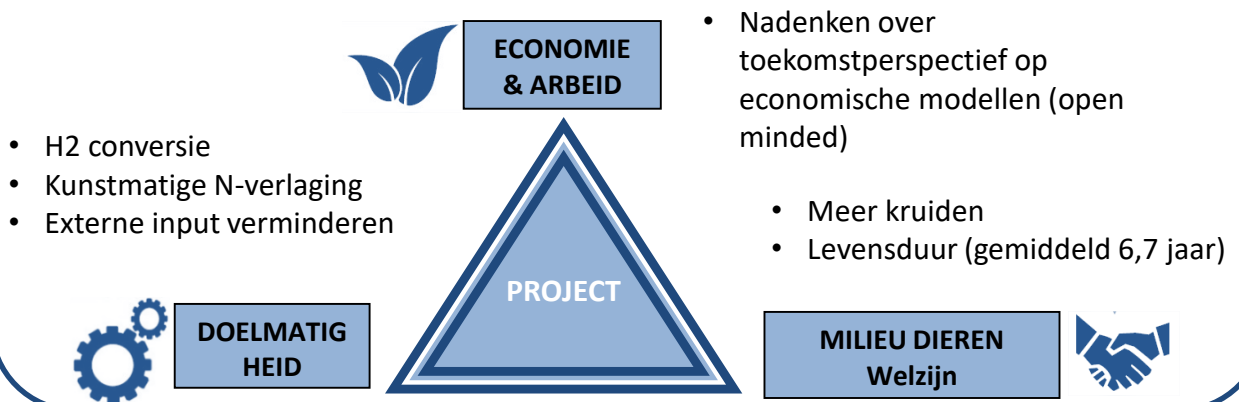 ECONOMIE
& ARBEID
• Nadenken over
toekomstperspectief op
economische modellen (open
minded)
• H2 conversie
• Kunstmatige N-verlaging
• Externe input verminderen
• Meer kruiden
• Levensduur (gemiddeld 6,7 jaar)
PROJECT
DOELMATIG
HEID
MILIEU DIEREN
Welzijn